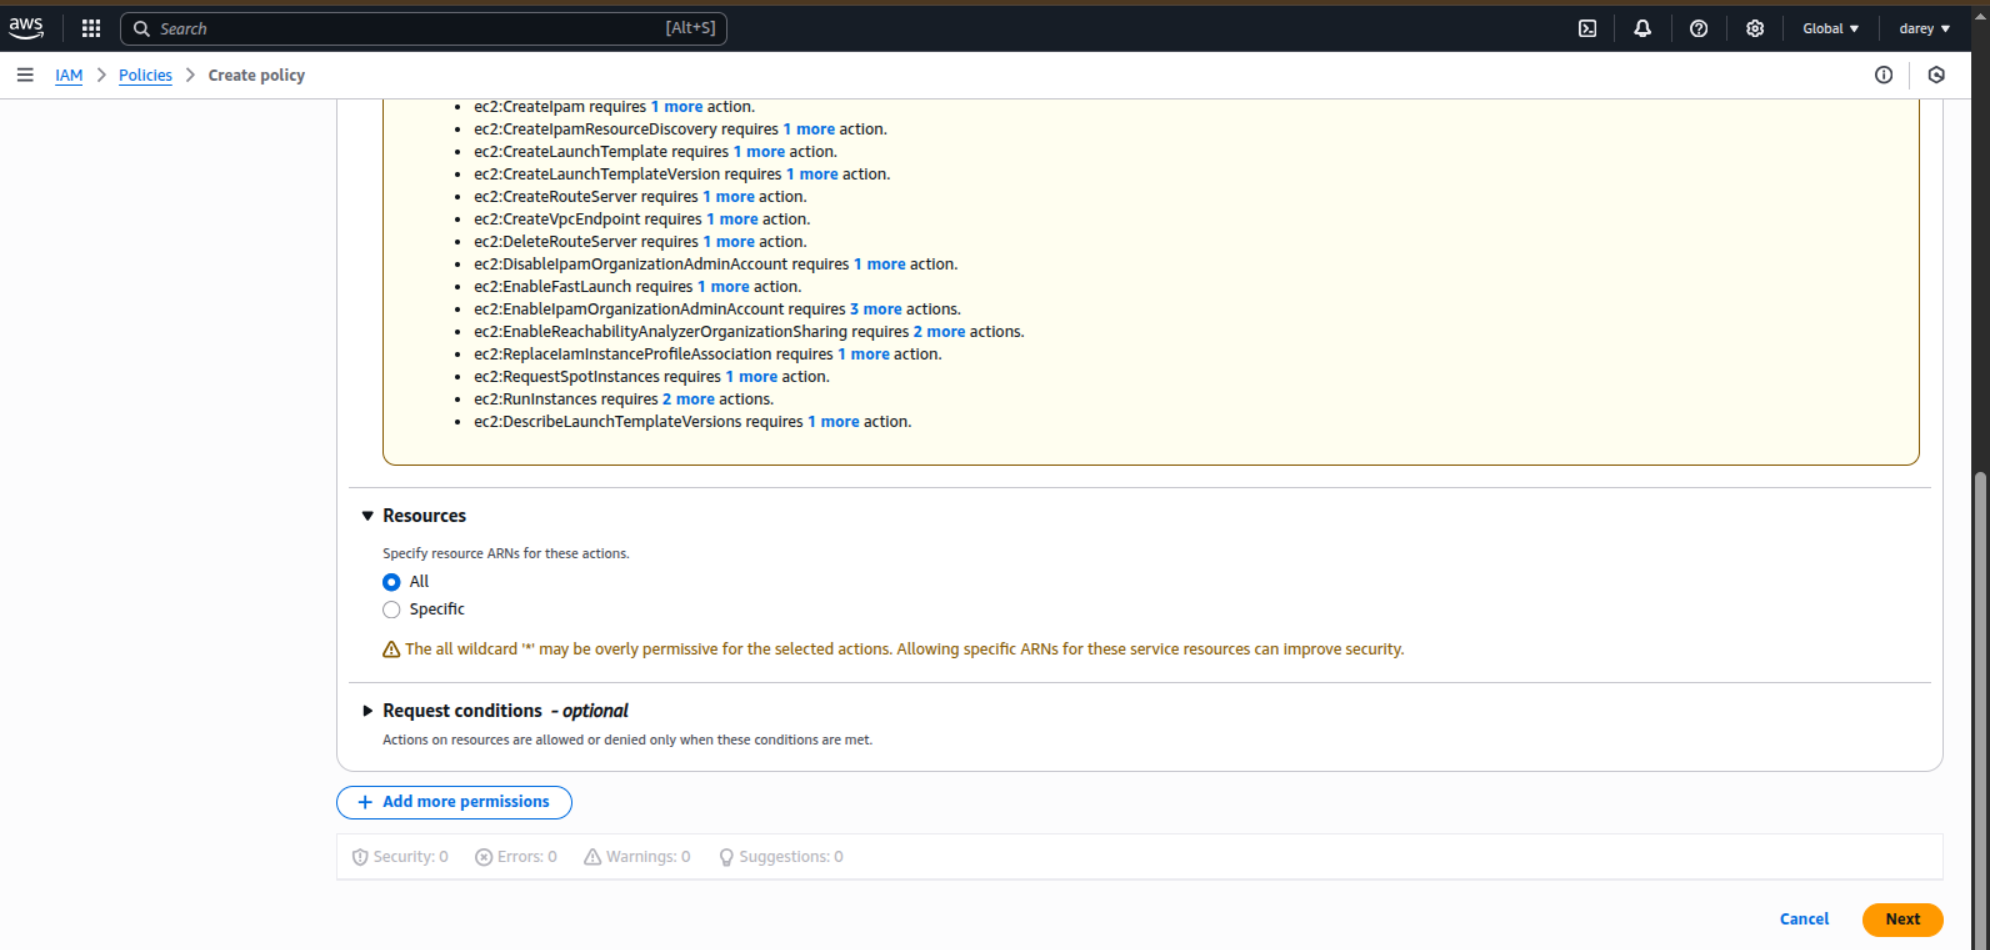 aws
Search
[Alt+S]
Global
darey
IAM
Policies
Create policy
ec2:CreateIpam requires 1 more action.
ec2:CreateIpamResourceDiscovery requires 1 more action.
ec2:CreateLaunchTemplate requires 1 more action.
ec2:CreateLaunchTemplateVersion requires 1 more action.
ec2:CreateRouteServer requires 1 more action.
ec2:CreateVpcEndpoint requires 1 more action.
ec2:DeleteRouteServer requires 1 more action.
ec2:DisableIpamOrganizationAdminAccount requires 1 more action.
ec2:EnableFastLaunch requires 1 more action.
ec2:EnableIpamOrganizationAdminAccount requires 3 more actions.
ec2:EnableReachabilityAnalyzerOrganizationSharing requires 2 more actions.
ec2:ReplaceIamInstanceProfileAssociation requires 1 more action.
ec2:RequestSpotInstances requires 1 more action.
ec2:RunInstances requires 2 more actions.
ec2:DescribeLaunchTemplateVersions requires 1 more action.
Resources
Specify resource ARNs for these actions.
All
Specific
The all wildcard '*' may be overly permissive for the selected actions. Allowing specific ARNs for these service resources can improve security.
Request conditions - optional
Actions on resources are allowed or denied only when these conditions are met.
+ Add more permissions
Security: 0 Errors: 0 Warnings: 0 Suggestions: 0
Cancel
Next